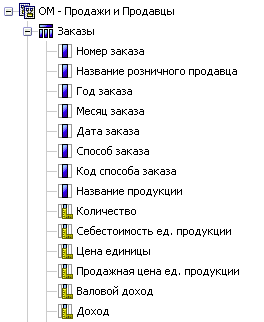 ОМ - Продажи и Продавцы
Заказы
Номер заказа
Название розничного продавца
Год заказа
Месяц заказа
Дата заказа
Способ заказа
Код способа заказа
Название продукции
Количество
Себестоимость ед. продукции
Цена единицы
Продажная цена ед. продукции
Валовой доход
Доход